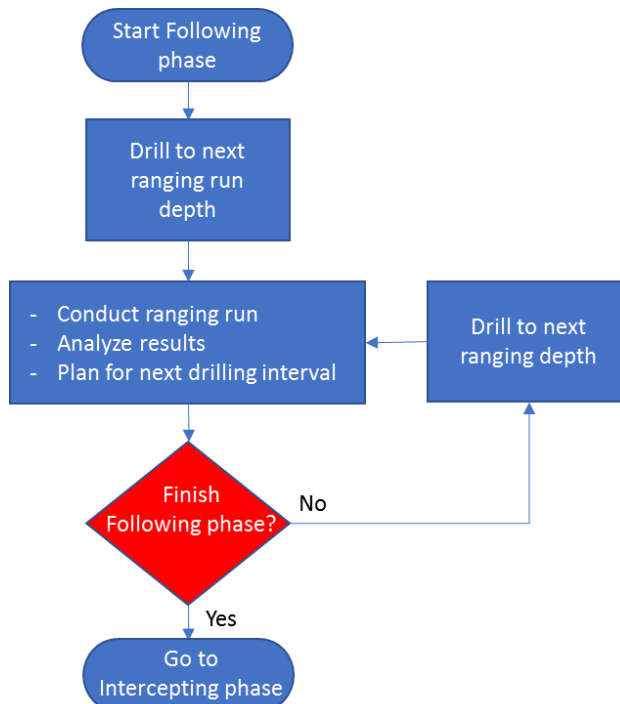 Start Following
phase
Drill to next
ranging run
depth
- Conduct ranging run
- Analyze results
- Plan for next drilling interval
Drill to next
ranging depth
Finish
Following phase?
No
Yes
Go to
Intercepting phase